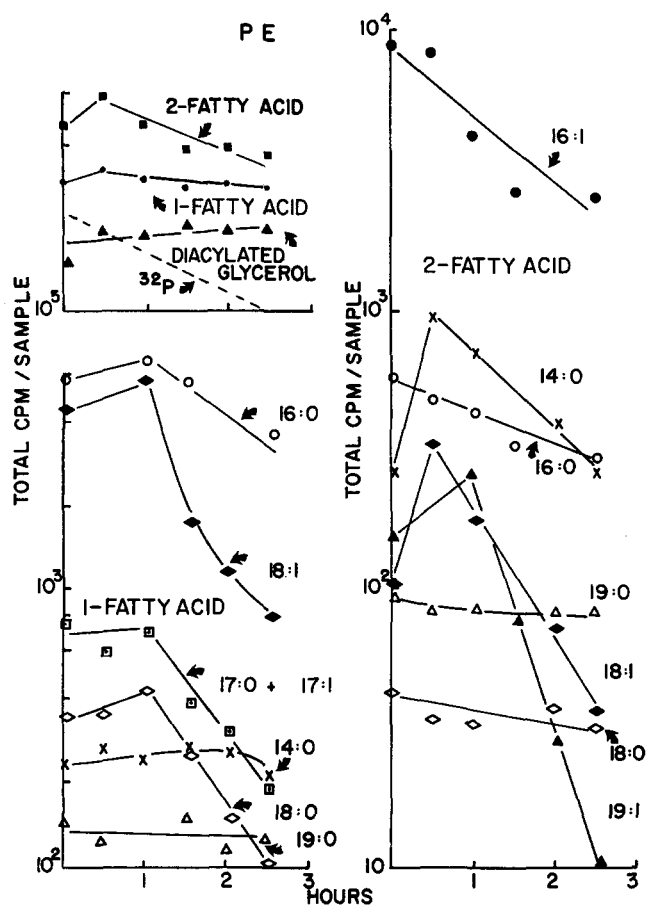 PE
2-FATTY ACID
1-FATTY ACID
DIACYLATED
GLYCEROL
32P
10^5
TOTAL CPM/SAMPLE
16:0
18:1
10^3
1-FATTY ACID
17:0 + 17:1
14:0
18:0
19:0
10^2
1 2 3
HOURS
10^4
16:1
2-FATTY ACID
10^3
TOTAL CPM/SAMPLE
14:0
16:0
10^2
19:0
18:1
18:0
19:1
10
1 2 3